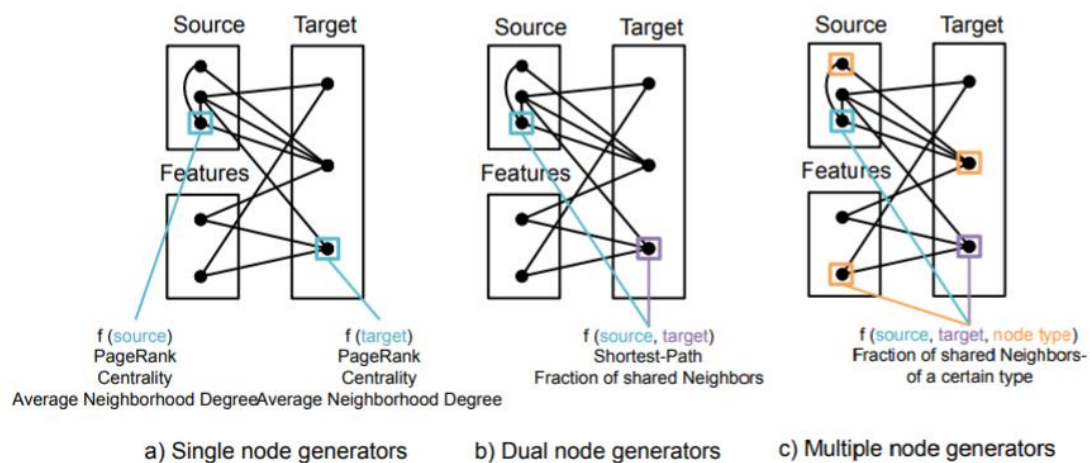 Source Target
Features
f (source)
PageRank
Centrality
Average Neighborhood Degree
f (target)
PageRank
Centrality
Average Neighborhood Degree
a) Single node generators
Source Target
Features
f (source, target)
Shortest-Path
Fraction of shared Neighbors
b) Dual node generators
Source Target
Features
f (source, target, node type)
Fraction of shared Neighbors-
of a certain type
c) Multiple node generators